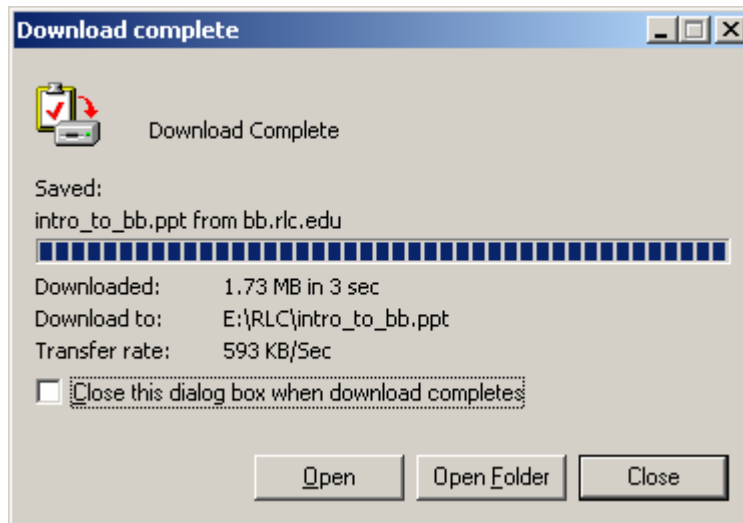 Download complete
Download Complete
Saved:
intro_to_bb.ppt from bb.rlc.edu
Downloaded: 1.73 MB in 3 sec
Download to: E:\RLC\intro_to_bb.ppt
Transfer rate: 593 KB/Sec
Close this dialog box when download completes
Open Open Folder Close